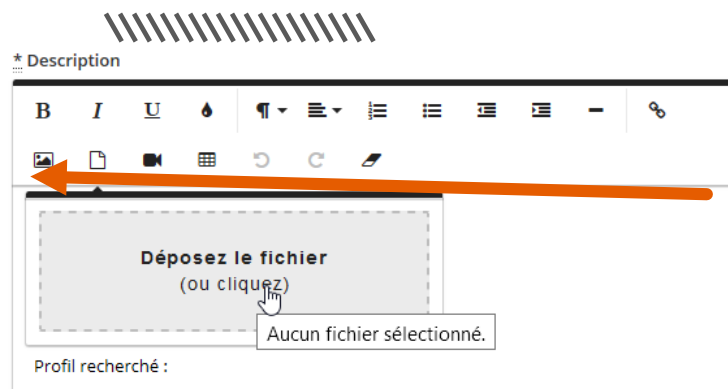 * Description
B I U
Déposez le fichier
(ou cliquez)
Aucun fichier sélectionné.
Profil recherché :